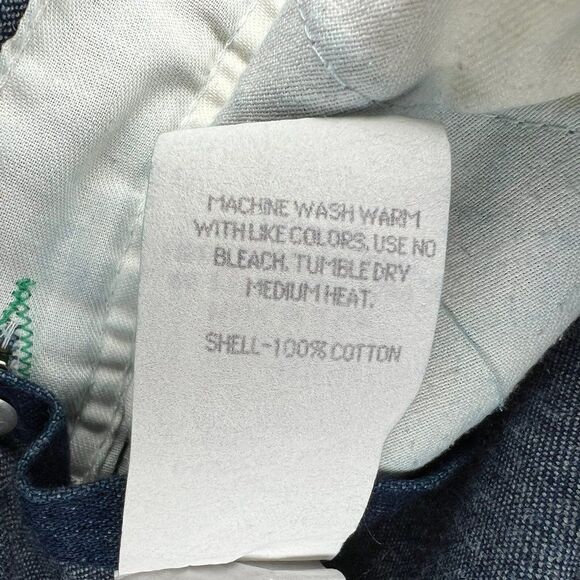 MACHINE WASH WARM
WITH LIKE COLORS. USE NO
BLEACH. TUMBLE DRY
MEDIUM HEAT.
SHELL-100% COTTON